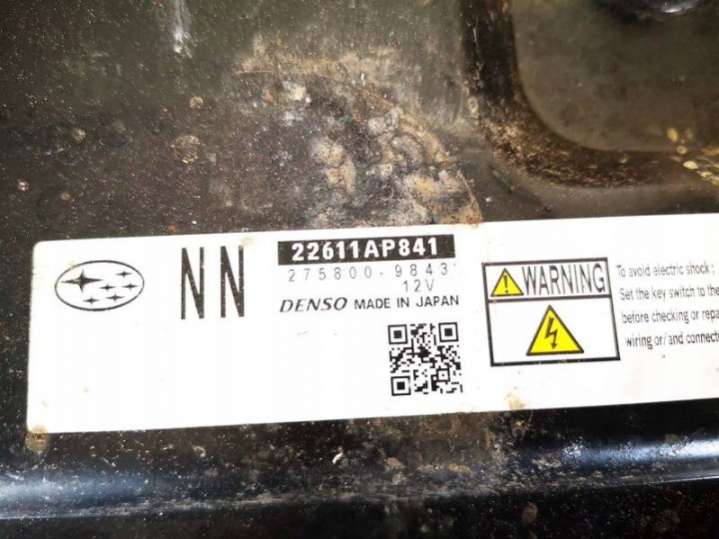 NN
22611AP841
275800-9843
12V
DENSO MADE IN JAPAN
WARNING
To avoid electric shock :
Set the key switch to the
before checking or repa
wiring or/and connecto